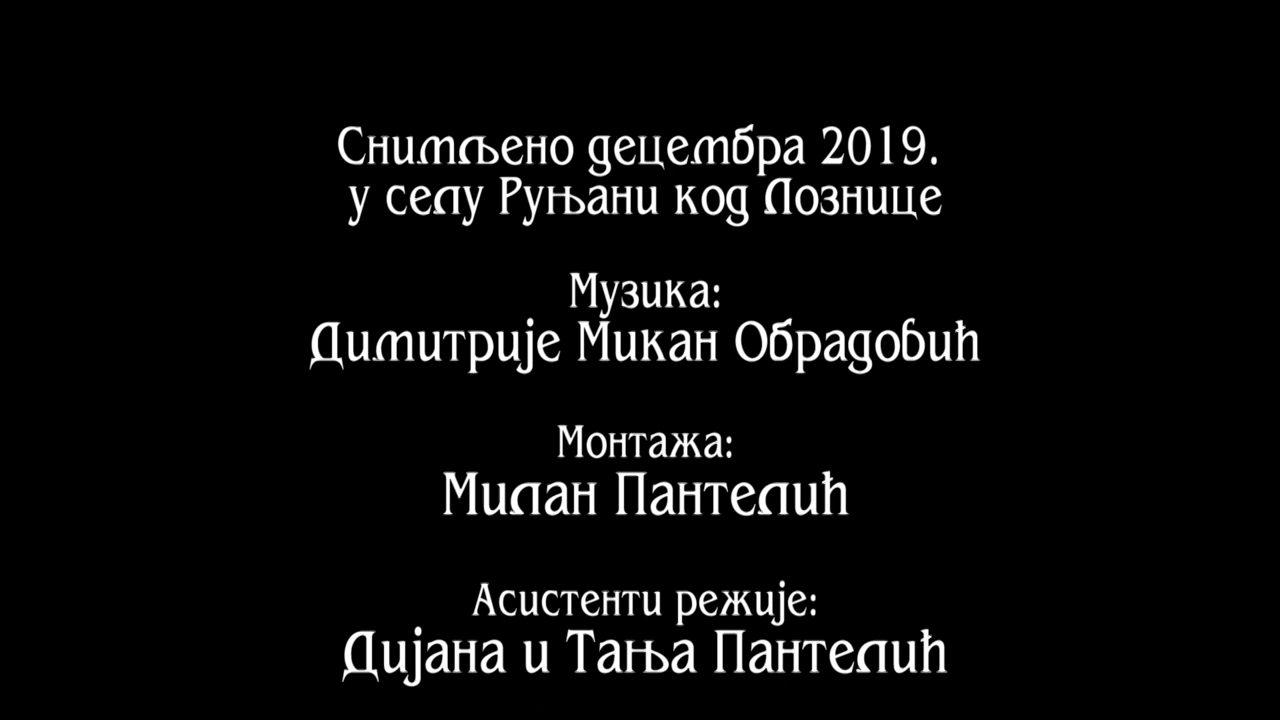 Снимљено децембра 2019.
у селу Руњани код Лознице
Музика:
Димитрије Микан Обрадовић
Монтажа:
Милан Пантелић
Асистенти режије:
Дијана и Тања Пантелић